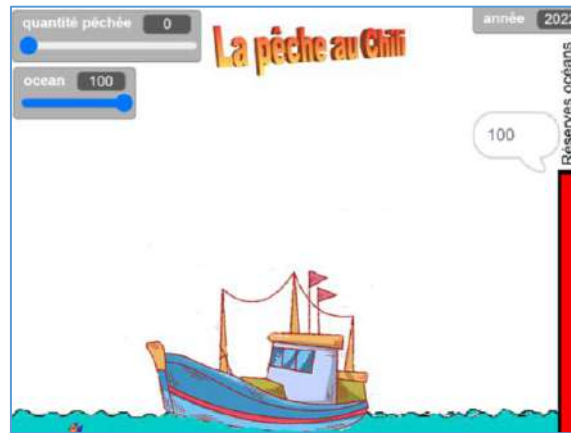 quantité pêchée 0
La pêche au Chili
année 2022
ocean 100
100
Réserves océans